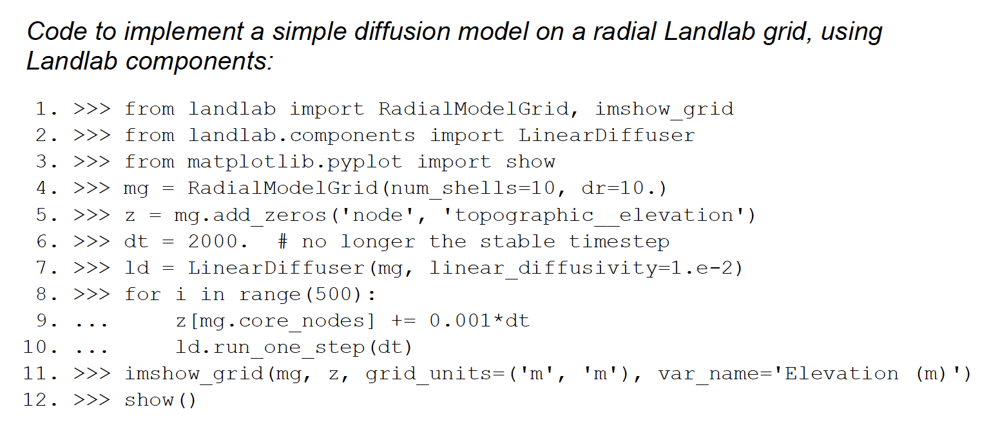 Code to implement a simple diffusion model on a radial Landlab grid, using
Landlab components:
1. >>> from landlab import RadialModelGrid, imshow_grid
2. >>> from landlab.components import LinearDiffuser
3. >>> from matplotlib.pyplot import show
4. >>> mg = RadialModelGrid(num_shells=10, dr=10.)
5. >>> z = mg.add_zeros('node', 'topographic__elevation')
6. >>> dt = 2000.  # no longer the stable timestep
7. >>> ld = LinearDiffuser(mg, linear_diffusivity=1.e-2)
8. >>> for i in range(500):
9. ...     z[mg.core_nodes] += 0.001*dt
10. ...     ld.run_one_step(dt)
11. >>> imshow_grid(mg, z, grid_units=('m', 'm'), var_name='Elevation (m)')
12. >>> show()